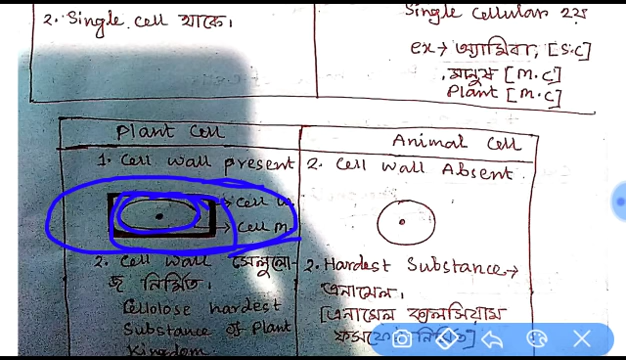 2. Single cell থাকে।
Single Cellular হয়
ex→ অ্যামিবা, [S.C]
মানুষ [M.C]
Plant [M.C]
Plant Cell
Animal Cell
1. Cell Wall present
2. Cell Wall Absent.
→ Cell W.
→ Cell M.
2. Cell Wall সেলুলো-
জ নির্মিত।
Cellolose hardest
Substance of Plant
Kingdom.
2. Hardest Substance→
এনামেল।
[এনামেল ক্যালসিয়াম